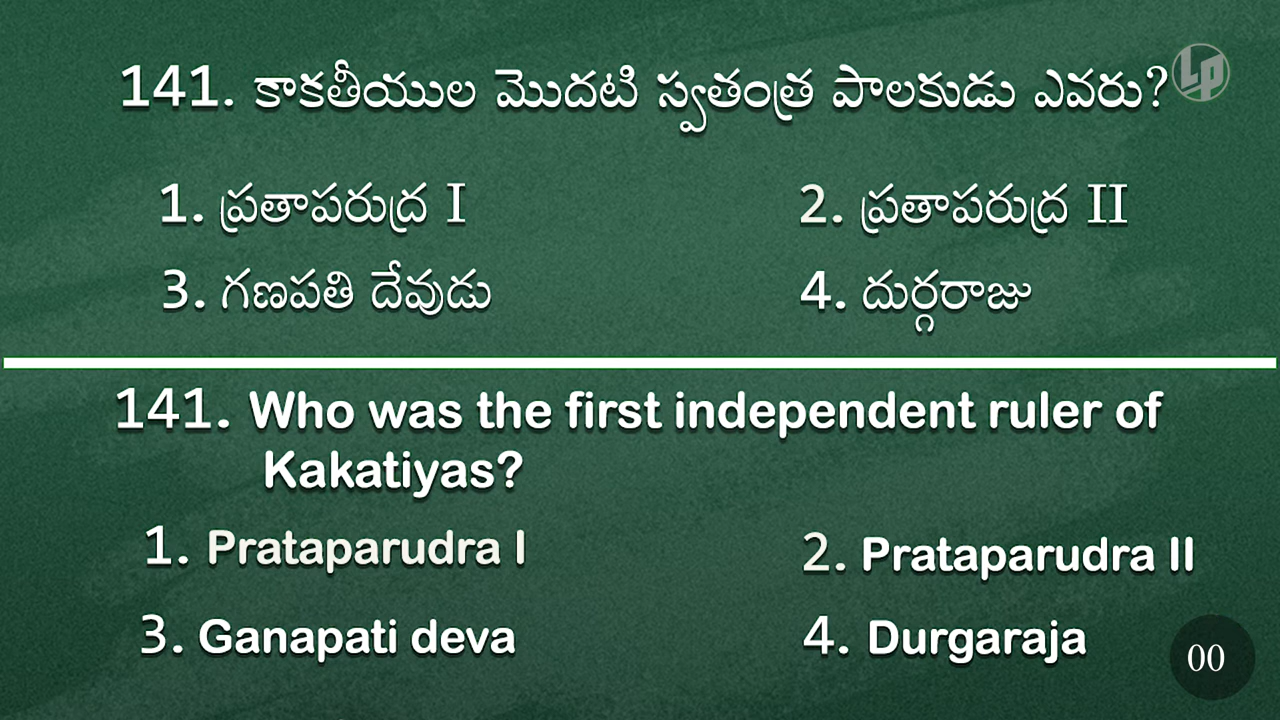 141. కాకతీయుల మొదటి స్వతంత్ర పాలకుడు ఎవరు?
LP
1. ప్రతాపరుద్ర I
2. ప్రతాపరుద్ర II
3. గణపతి దేవుడు
4. దుర్గరాజు
141. Who was the first independent ruler of
Kakatiyas?
1. Prataparudra I
2. Prataparudra II
3. Ganapati deva
4. Durgaraja
00